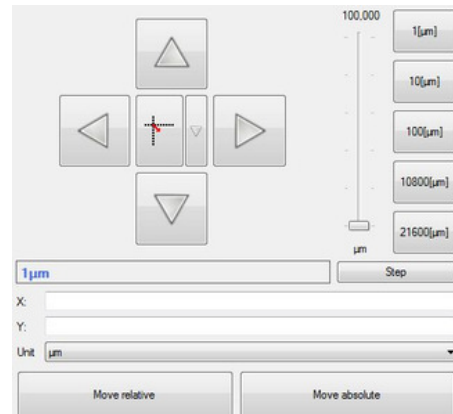 100,000
1[µm]
10[µm]
100[µm]
10800[µm]
21600[µm]
µm
1µm
Step
X:
Y:
Unit µm
Move relative Move absolute